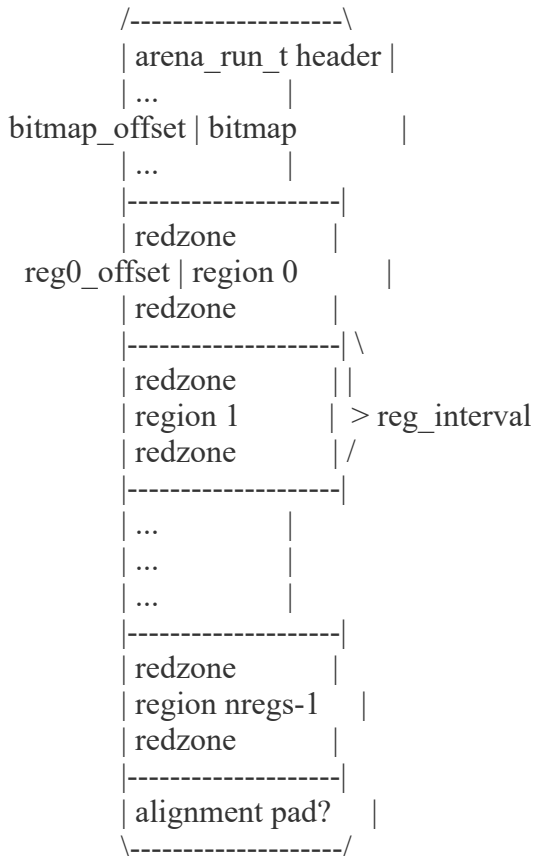 /--------------------\
| arena_run_t header |
| ... |
bitmap_offset | bitmap |
| ... |
|--------------------|
| redzone |
reg0_offset | region 0 |
| redzone |
|--------------------| \
| redzone | |
| region 1 | > reg_interval
| redzone | /
|--------------------|
| ... |
| ... |
| ... |
|--------------------|
| redzone |
| region nregs-1 |
| redzone |
|--------------------|
| alignment pad? |
\--------------------/